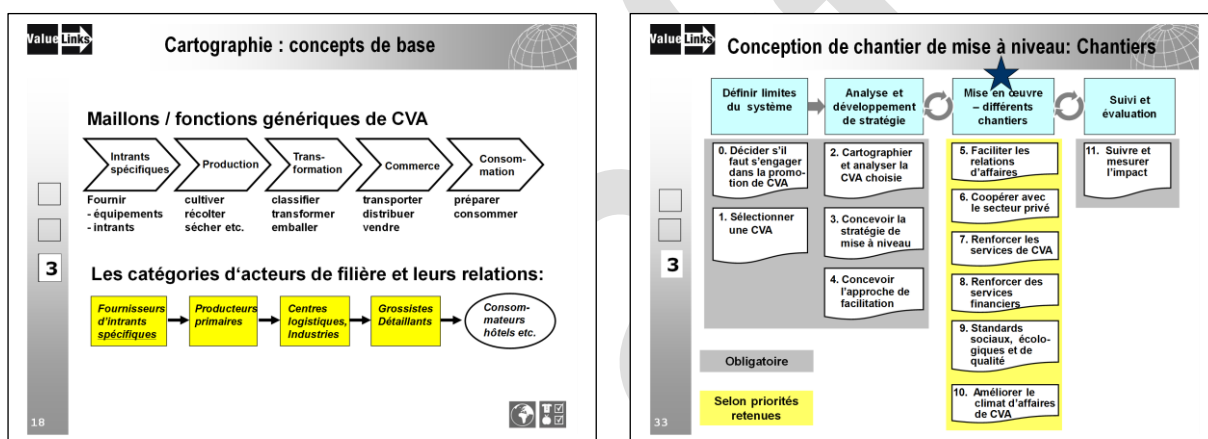 Value Links
Cartographie : concepts de base
Maillons / fonctions génériques de CVA
Intrants
spécifiques
Production
Trans-
formation
Commerce
Consom-
mation
Fournir
- équipements
- intrants
cultiver
récolter
sécher etc.
classifier
transformer
emballer
transporter
distribuer
vendre
préparer
consommer
3
Les catégories d'acteurs de filière et leurs relations:
Fournisseurs
d'intrants
spécifiques
Producteurs
primaires
Centres
logistiques,
Industries
Grossistes
Détaillants
Consom-
mateurs
hôtels etc.
18
Value Links
Conception de chantier de mise à niveau: Chantiers
Définir limites
du système
Analyse et
développement
de stratégie
Mise en œuvre
– différents
chantiers
Suivi et
évaluation
0. Décider s'il
faut s'engager
dans la promo-
tion de CVA
1. Sélectionner
une CVA
2. Cartographier
et analyser la
CVA choisie
3. Concevoir la
stratégie de
mise à niveau
4. Concevoir
l'approche de
facilitation
5. Faciliter les
relations
d'affaires
6. Coopérer avec
le secteur privé
7. Renforcer les
services de CVA
8. Renforcer des
services
financiers
9. Standards
sociaux, écolo-
giques et de
qualité
10. Améliorer le
climat d'affaires
de CVA
11. Suivre et
mesurer
l'impact
3
Obligatoire
Selon priorités
retenues
33